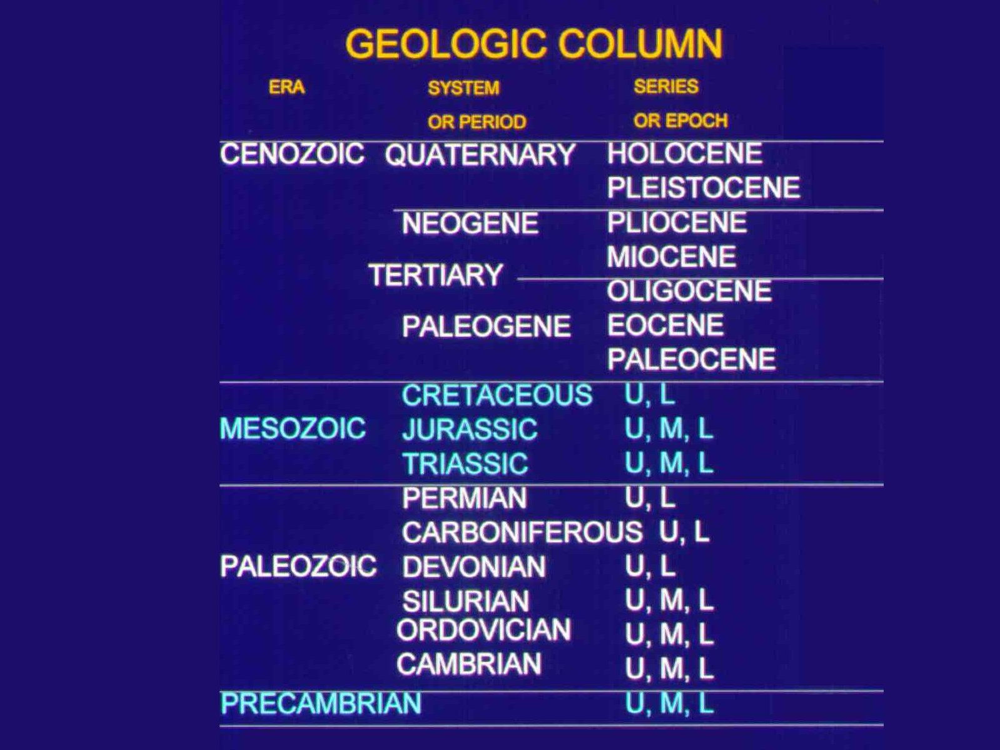 GEOLOGIC COLUMN
ERA SYSTEM SERIES
OR PERIOD OR EPOCH
CENOZOIC QUATERNARY HOLOCENE
PLEISTOCENE
NEOGENE PLIOCENE
MIOCENE
TERTIARY
OLIGOCENE
PALEOGENE EOCENE
PALEOCENE
CRETACEOUS U, L
MESOZOIC JURASSIC U, M, L
TRIASSIC U, M, L
PERMIAN U, L
CARBONIFEROUS U, L
PALEOZOIC DEVONIAN U, L
SILURIAN U, M, L
ORDOVICIAN U, M, L
CAMBRIAN U, M, L
PRECAMBRIAN U, M, L